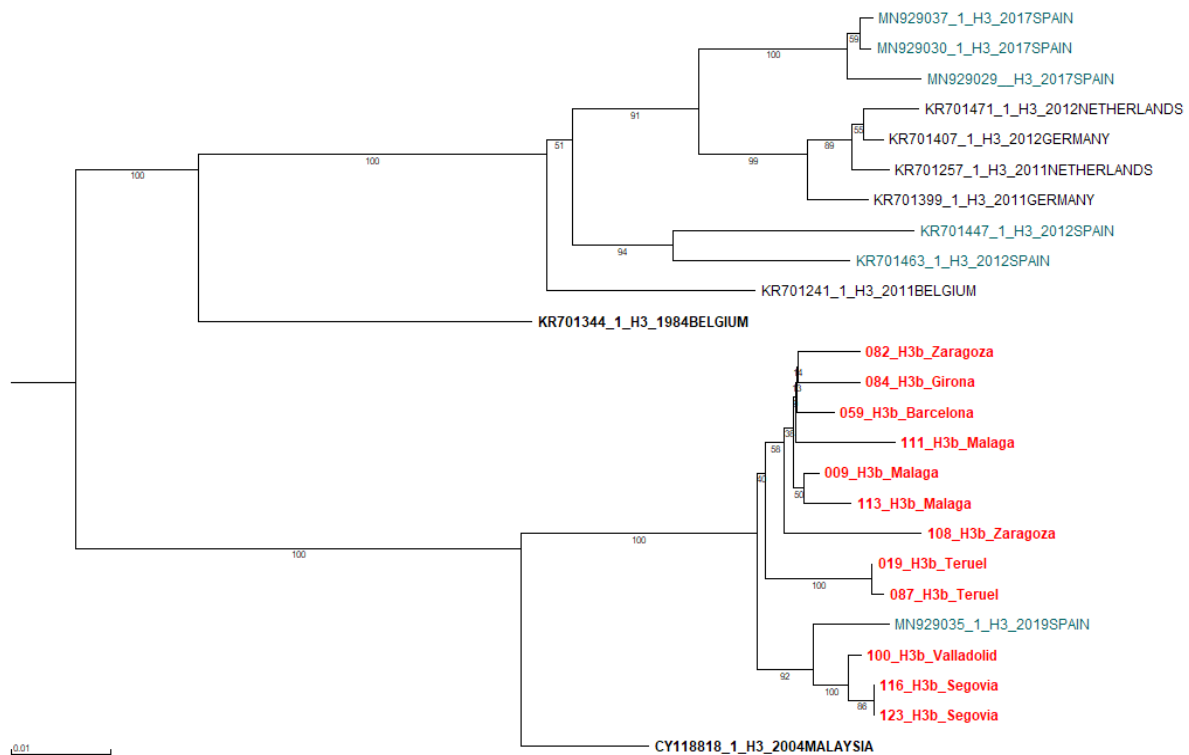 MN929037_1_H3_2017SPAIN
59
MN929030_1_H3_2017SPAIN
100
MN929029__H3_2017SPAIN
KR701471_1_H3_2012NETHERLANDS
91
55
KR701407_1_H3_2012GERMANY
51
89
100
99
KR701257_1_H3_2011NETHERLANDS
100
KR701399_1_H3_2011GERMANY
KR701447_1_H3_2012SPAIN
94
KR701463_1_H3_2012SPAIN
KR701241_1_H3_2011BELGIUM
KR701344_1_H3_1984BELGIUM
082_H3b_Zaragoza
14
13
084_H3b_Girona
059_H3b_Barcelona
38
111_H3b_Malaga
58
40
009_H3b_Malaga
50
113_H3b_Malaga
108_H3b_Zaragoza
100
100
019_H3b_Teruel
100
087_H3b_Teruel
MN929035_1_H3_2019SPAIN
100_H3b_Valladolid
92
116_H3b_Segovia
100
123_H3b_Segovia
CY118818_1_H3_2004MALAYSIA
0.01